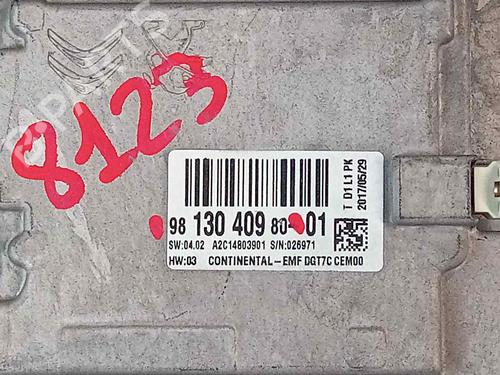 8123
98 130 409 80 01
SW:04.02 A2C14803901 S/N:026971
HW:03 CONTINENTAL-EMF DGT7C CEM00
T D1L1 PK
2017/05/29